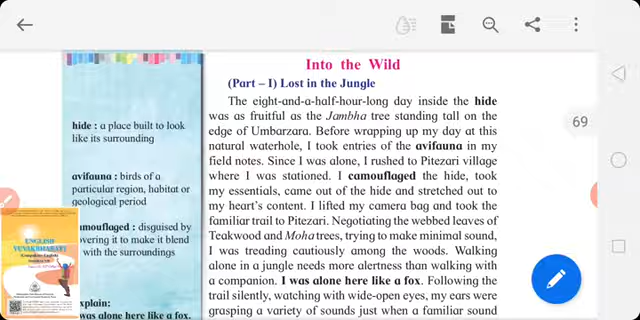 Into the Wild
(Part – I) Lost in the Jungle
The eight-and-a-half-hour-long day inside the hide
was as fruitful as the Jambha tree standing tall on the
edge of Umbarzara. Before wrapping up my day at this
natural waterhole, I took entries of the avifauna in my
field notes. Since I was alone, I rushed to Pitezari village
where I was stationed. I camouflaged the hide, took
my essentials, came out of the hide and stretched out to
my heart's content. I lifted my camera bag and took the
familiar trail to Pitezari. Negotiating the webbed leaves of
Teakwood and Moha trees, trying to make minimal sound,
I was treading cautiously among the woods. Walking
alone in a jungle needs more alertness than walking with
a companion. I was alone here like a fox. Following the
trail silently, watching with wide-open eyes, my ears were
grasping a variety of sounds just when a familiar sound
hide : a place built to look
like its surrounding
avifauna : birds of a
particular region, habitat or
geological period
amouflaged : disguised by
overing it to make it blend
with the surroundings
xplain:
was alone here like a fox.
69
ENGLISH
YUVAKBHARATI